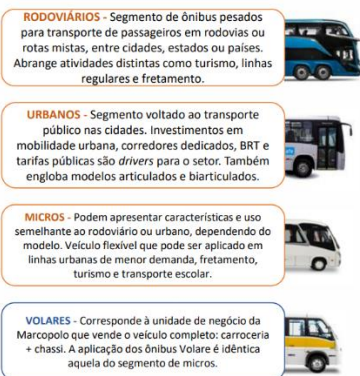 RODOVIÁRIOS - Segmento de ônibus pesados
para transporte de passageiros em rodovias ou
rotas mistas, entre cidades, estados ou países.
Abrange atividades distintas como turismo, linhas
regulares e fretamento.
URBANOS - Segmento voltado ao transporte
público nas cidades. Investimentos em
mobilidade urbana, corredores dedicados, BRT e
tarifas públicas são drivers para o setor. Também
engloba modelos articulados e biarticulados.
MICROS - Podem apresentar características e uso
semelhante ao rodoviário ou urbano, dependendo do
modelo. Veículo flexível que pode ser aplicado em
linhas urbanas de menor demanda, fretamento,
turismo e transporte escolar.
VOLARES - Corresponde à unidade de negócio da
Marcopolo que vende o veículo completo: carroceria
+ chassi. A aplicação dos ônibus Volare é idêntica
aquela do segmento de micros.